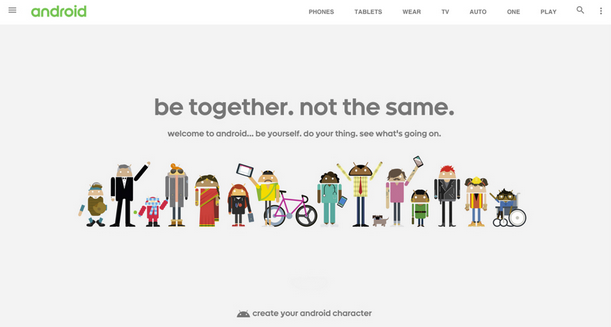 android
PHONES TABLETS WEAR TV AUTO ONE PLAY
be together. not the same.
welcome to android... be yourself. do your thing. see what's going on.
create your android character